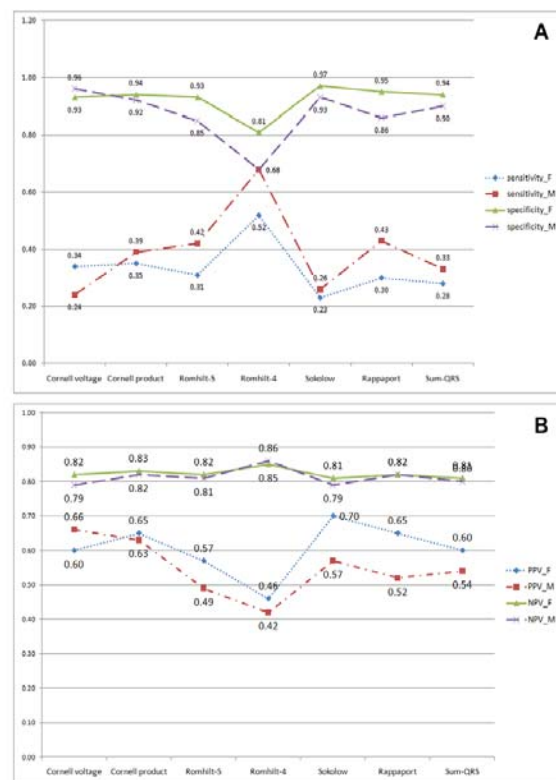 A
1.20
1.00
0.80
0.60
0.40
0.20
0.00
0.96 0.94 0.93 0.97 0.95 0.94
0.93 0.92 0.85 0.81 0.93 0.86 0.90
0.68
0.34 0.39 0.42 0.52 0.26 0.43 0.33
0.24 0.35 0.31 0.23 0.30 0.28
Cornell voltage Cornell product Romhilt-5 Romhilt-4 Sokolow Rappaport Sum-QRS
sensitivity_F
sensitivity_M
specificity_F
specificity_M
B
1.00
0.90
0.80
0.70
0.60
0.50
0.40
0.30
0.20
0.10
0.00
0.82 0.83 0.82 0.86 0.81 0.82 0.81
0.79 0.82 0.81 0.85 0.79 0.80
0.66 0.65 0.57 0.46 0.70 0.65 0.60
0.60 0.63 0.49 0.42 0.57 0.52 0.54
Cornell voltage Cornell product Romhilt-5 Romhilt-4 Sokolow Rappaport Sum-QRS
PPV_F
PPV_M
NPV_F
NPV_M